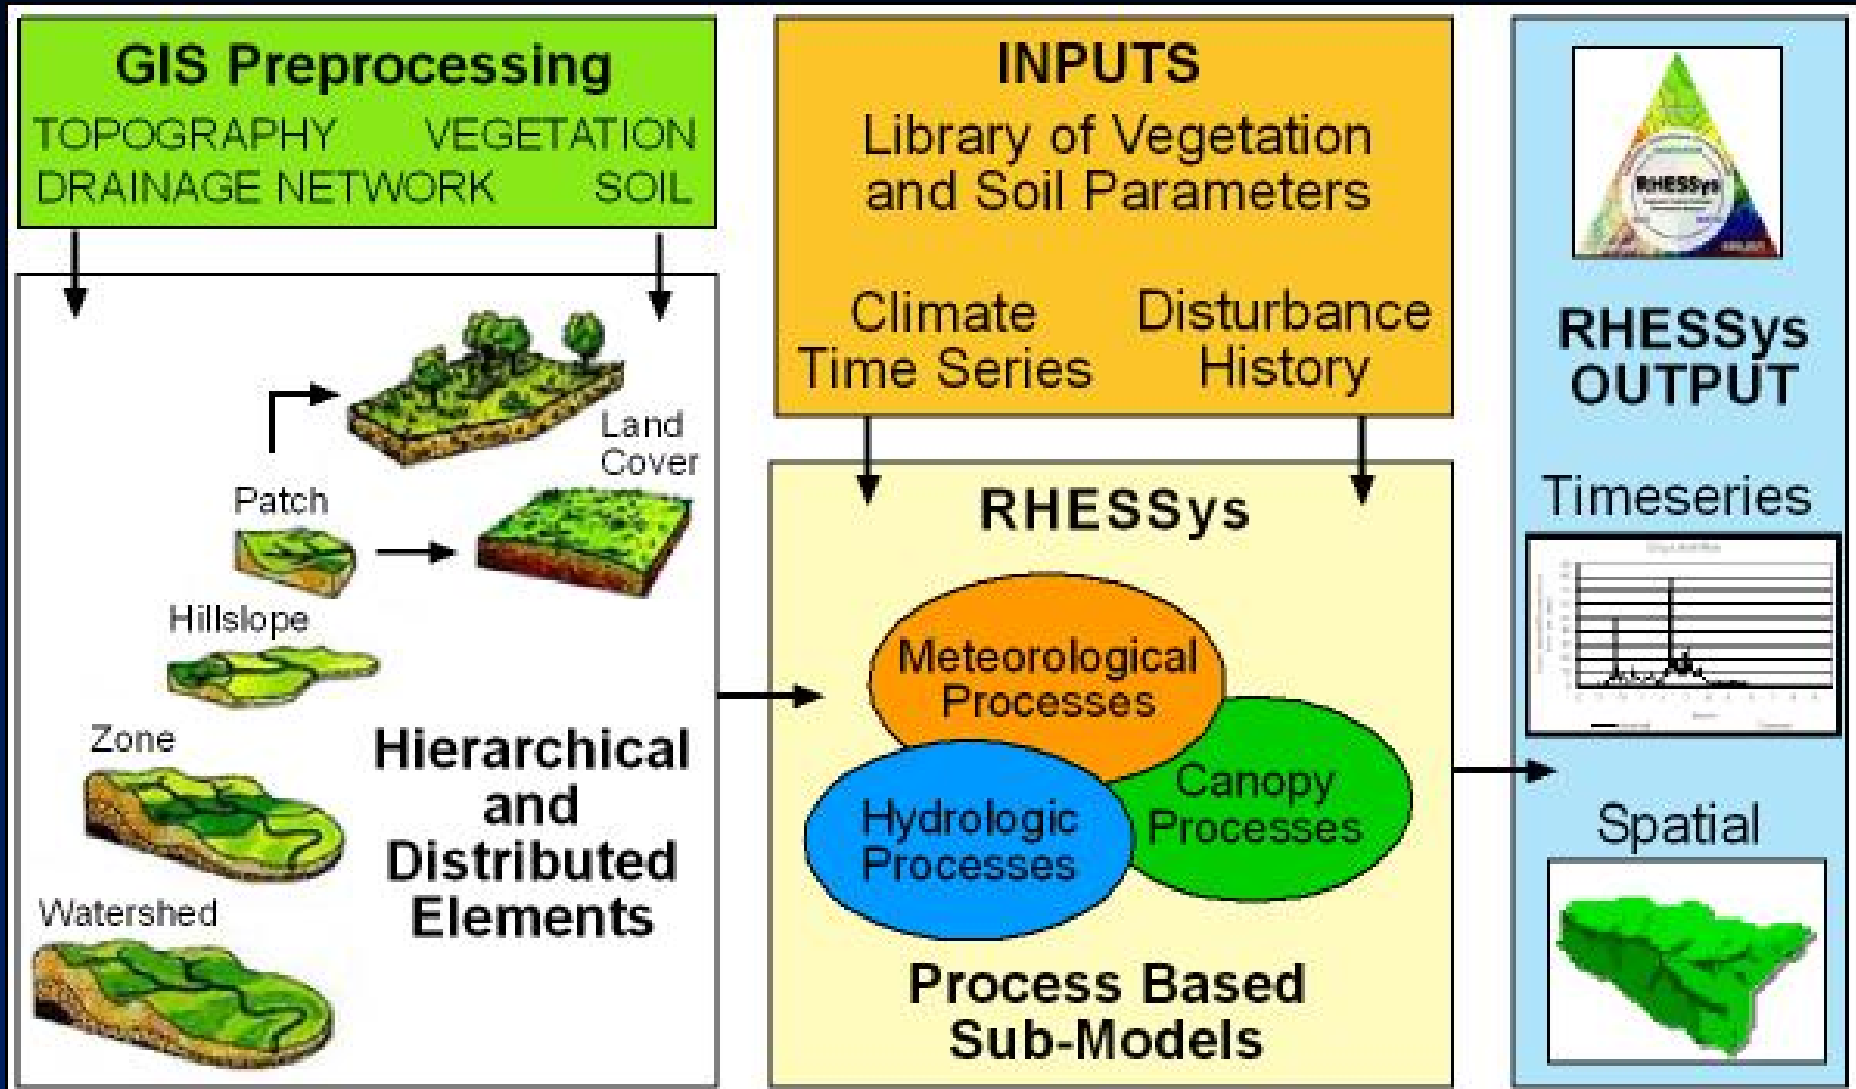 GIS Preprocessing
TOPOGRAPHY VEGETATION
DRAINAGE NETWORK SOIL
Land
Cover
Patch
Hillslope
Zone
Watershed
Hierarchical
and
Distributed
Elements
INPUTS
Library of Vegetation
and Soil Parameters
Climate
Time Series
Disturbance
History
RHESSys
Meteorological
Processes
Canopy
Processes
Hydrologic
Processes
Process Based
Sub-Models
RHESSys
RHESSys
OUTPUT
Timeseries
Spatial